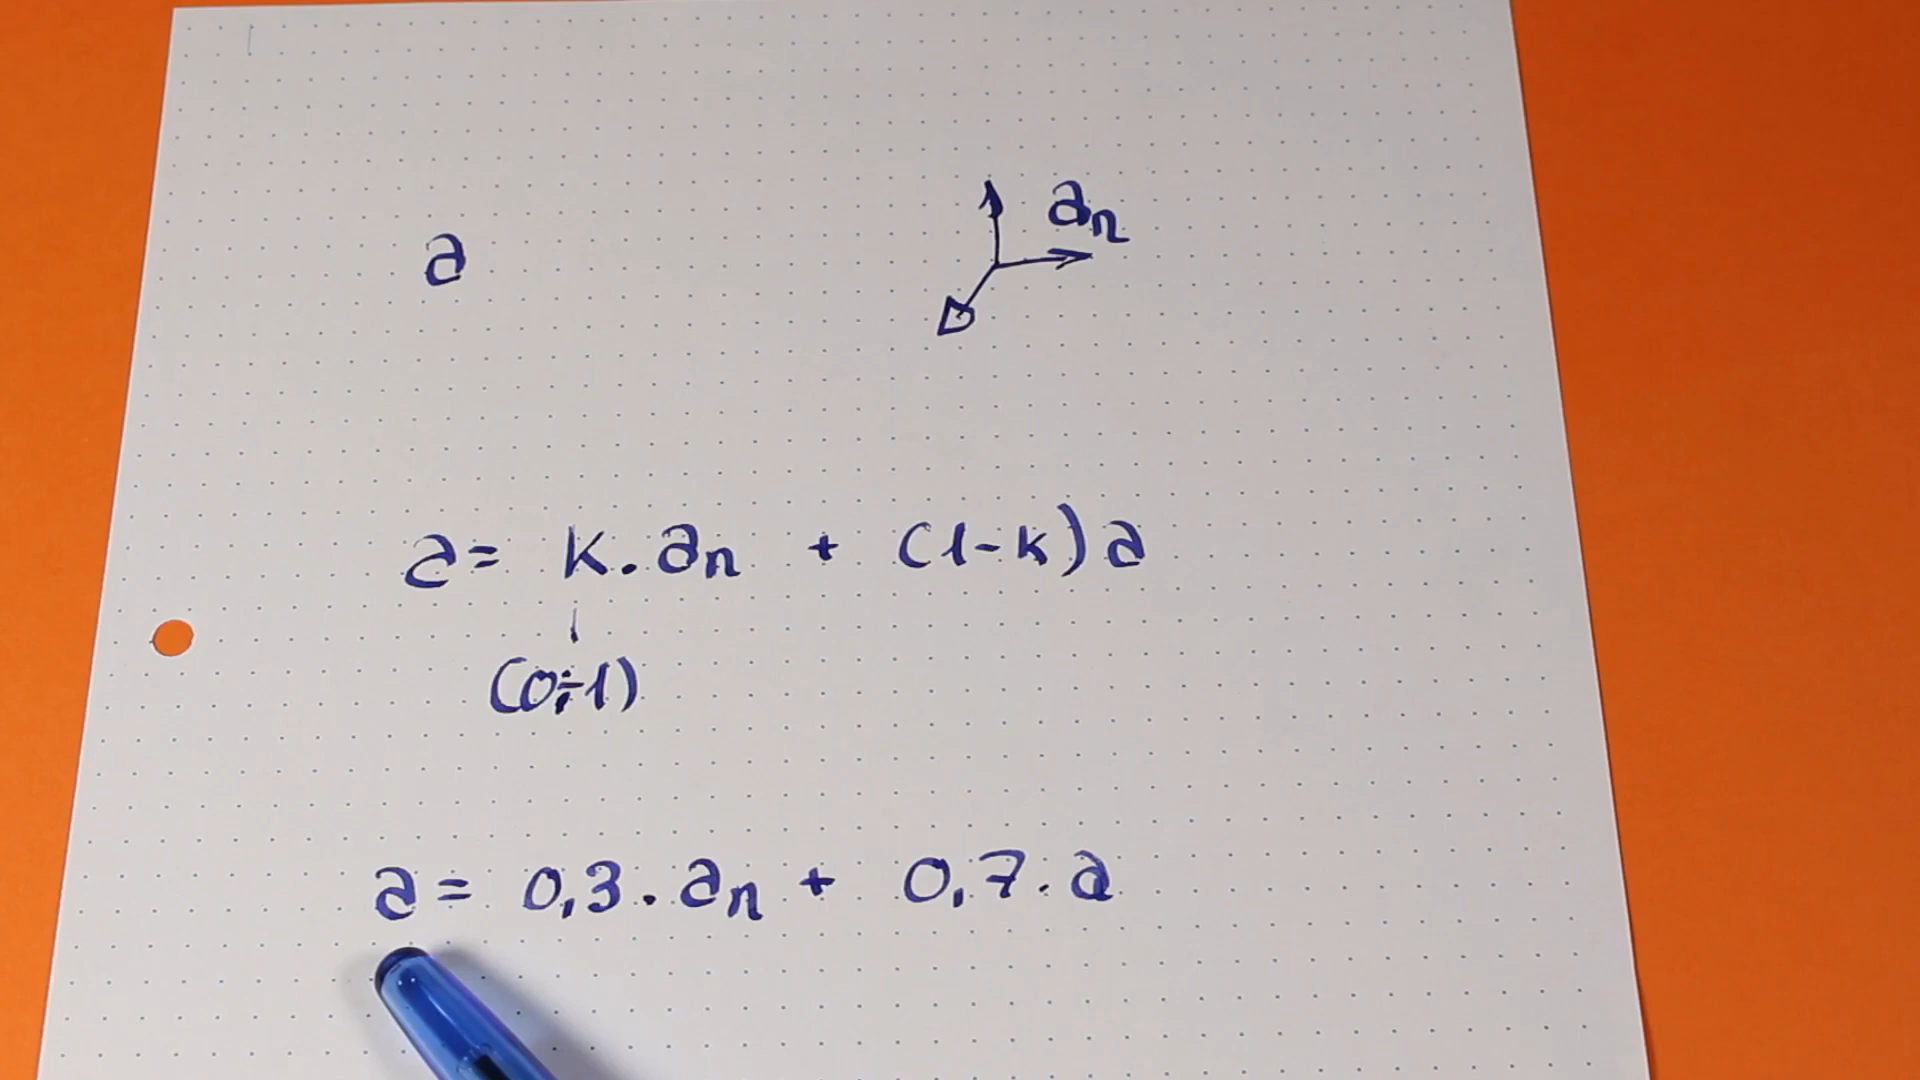 a
an
a = K . an + (1-K) a
(0÷1)
a = 0,3 . an + 0,7 . a